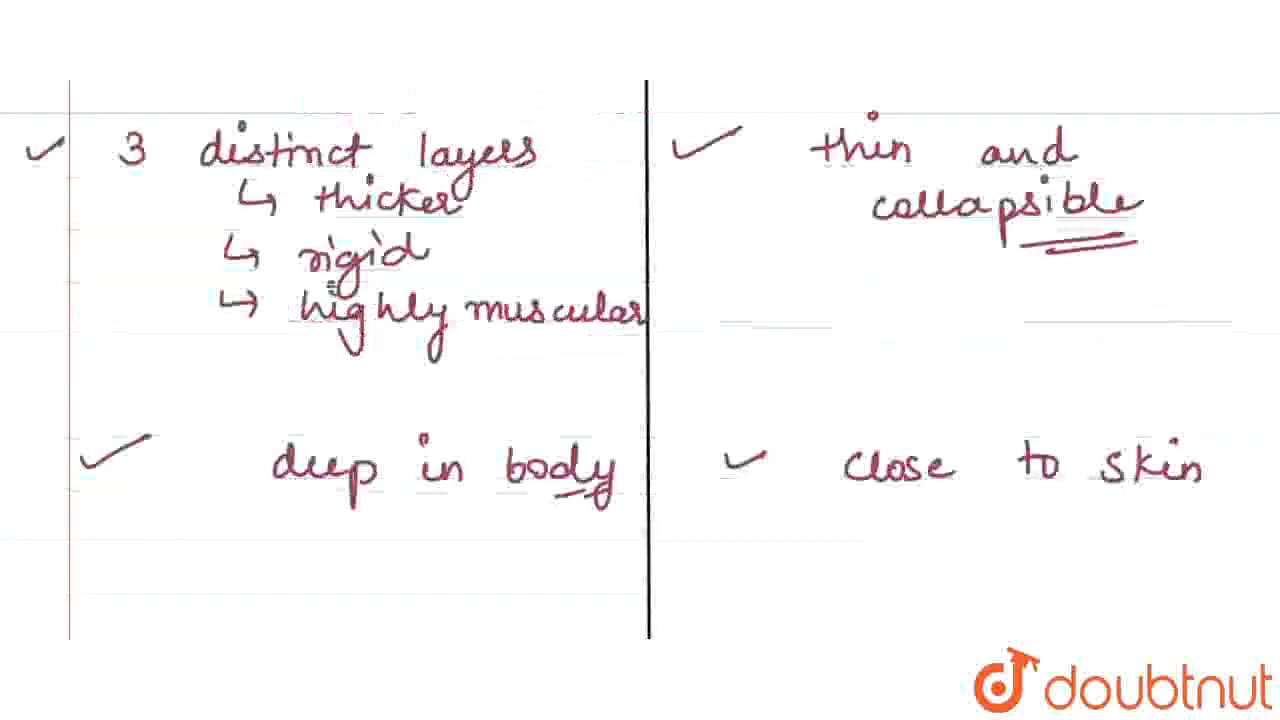 ✓ 3 distinct layers
↳ thicker
↳ rigid
↳ highly muscular
✓ deep in body
✓ thin and
collapsible
✓ close to skin
doubtnut